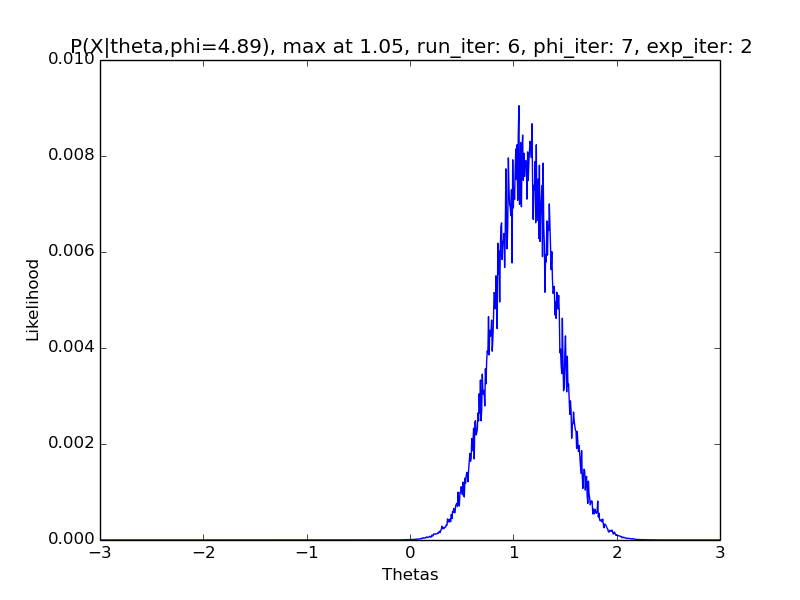 P(X|theta,phi=4.89), max at 1.05, run_iter: 6, phi_iter: 7, exp_iter: 2
0.010
0.008
0.006
0.004
0.002
0.000
Likelihood
−3 −2 −1 0 1 2 3
Thetas